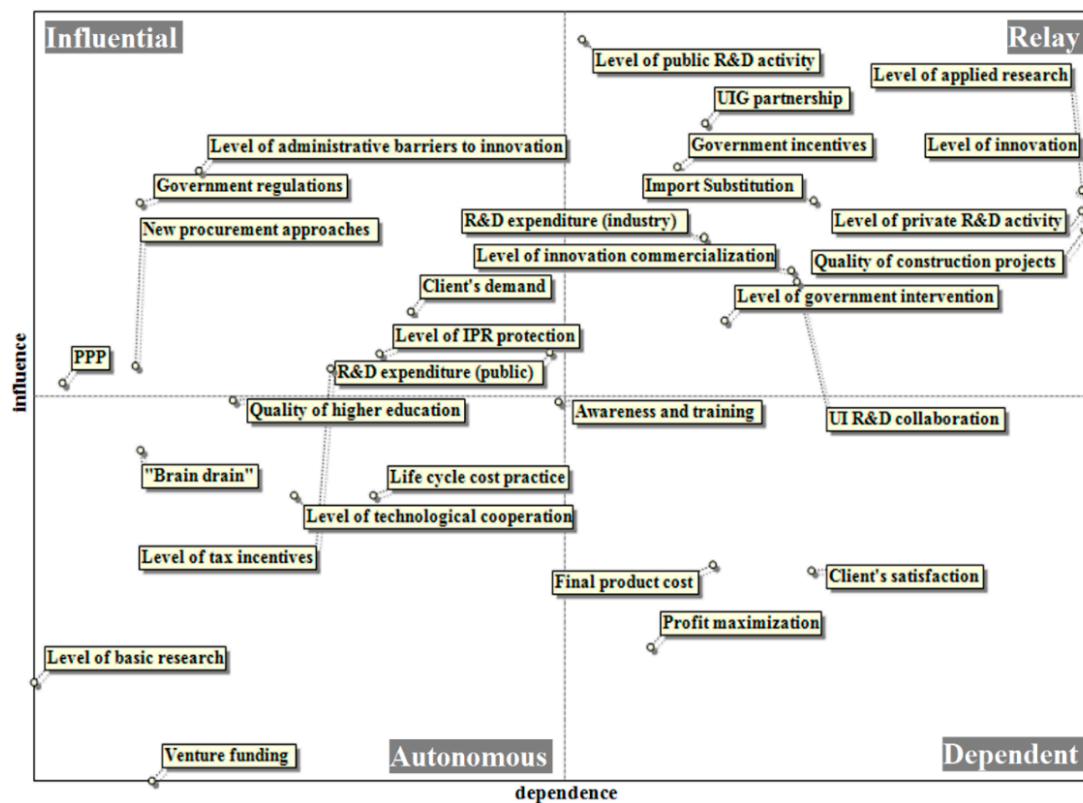 Influential
Relay
Level of public R&D activity
Level of applied research
UIG partnership
Level of administrative barriers to innovation
Government incentives
Level of innovation
Government regulations
Import Substitution
New procurement approaches
R&D expenditure (industry)
Level of private R&D activity
Level of innovation commercialization
Quality of construction projects
Client's demand
Level of government intervention
Level of IPR protection
PPP
R&D expenditure (public)
influence
Quality of higher education
Awareness and training
UI R&D collaboration
"Brain drain"
Life cycle cost practice
Level of technological cooperation
Level of tax incentives
Final product cost
Client's satisfaction
Profit maximization
Level of basic research
Venture funding
Autonomous
Dependent
dependence